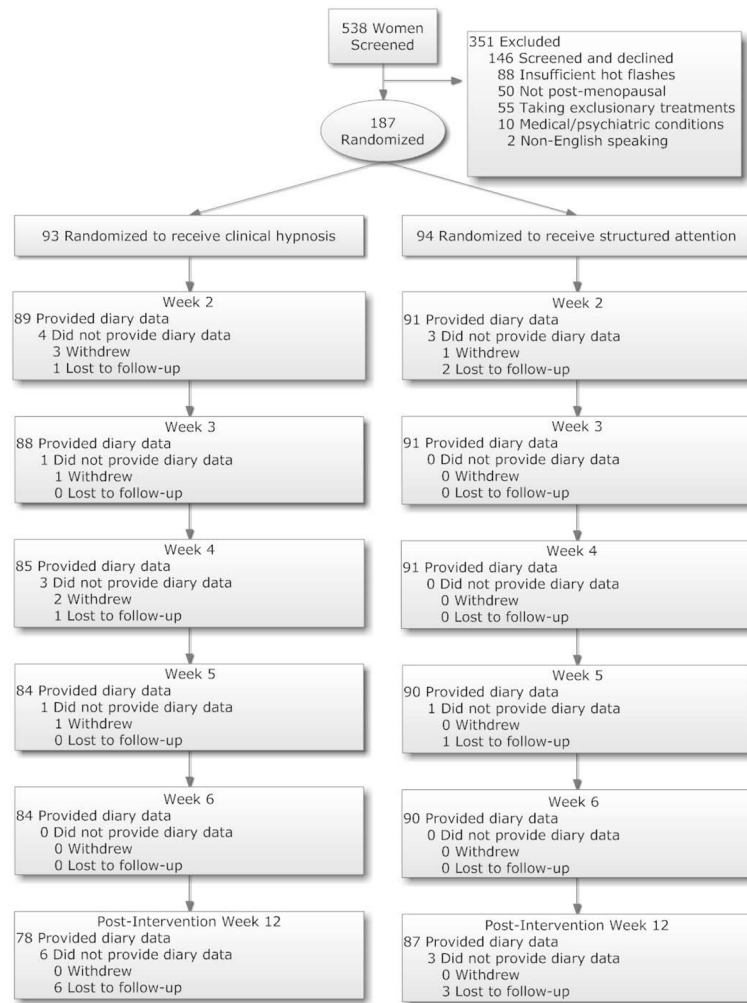 538 Women
Screened
351 Excluded
146 Screened and declined
88 Insufficient hot flashes
50 Not post-menopausal
55 Taking exclusionary treatments
10 Medical/psychiatric conditions
2 Non-English speaking
187
Randomized
93 Randomized to receive clinical hypnosis
94 Randomized to receive structured attention
Week 2
89 Provided diary data
4 Did not provide diary data
3 Withdrew
1 Lost to follow-up
Week 2
91 Provided diary data
3 Did not provide diary data
1 Withdrew
2 Lost to follow-up
Week 3
88 Provided diary data
1 Did not provide diary data
1 Withdrew
0 Lost to follow-up
Week 3
91 Provided diary data
0 Did not provide diary data
0 Withdrew
0 Lost to follow-up
Week 4
85 Provided diary data
3 Did not provide diary data
2 Withdrew
1 Lost to follow-up
Week 4
91 Provided diary data
0 Did not provide diary data
0 Withdrew
0 Lost to follow-up
Week 5
84 Provided diary data
1 Did not provide diary data
1 Withdrew
0 Lost to follow-up
Week 5
90 Provided diary data
1 Did not provide diary data
0 Withdrew
1 Lost to follow-up
Week 6
84 Provided diary data
0 Did not provide diary data
0 Withdrew
0 Lost to follow-up
Week 6
90 Provided diary data
0 Did not provide diary data
0 Withdrew
0 Lost to follow-up
Post-Intervention Week 12
78 Provided diary data
6 Did not provide diary data
0 Withdrew
6 Lost to follow-up
Post-Intervention Week 12
87 Provided diary data
3 Did not provide diary data
0 Withdrew
3 Lost to follow-up